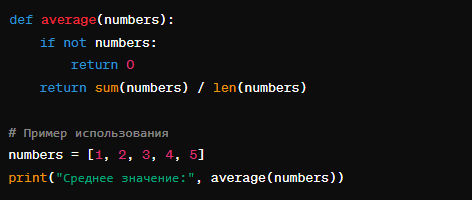 def average(numbers):
    if not numbers:
        return 0
    return sum(numbers) / len(numbers)

# Пример использования
numbers = [1, 2, 3, 4, 5]
print("Среднее значение:", average(numbers))